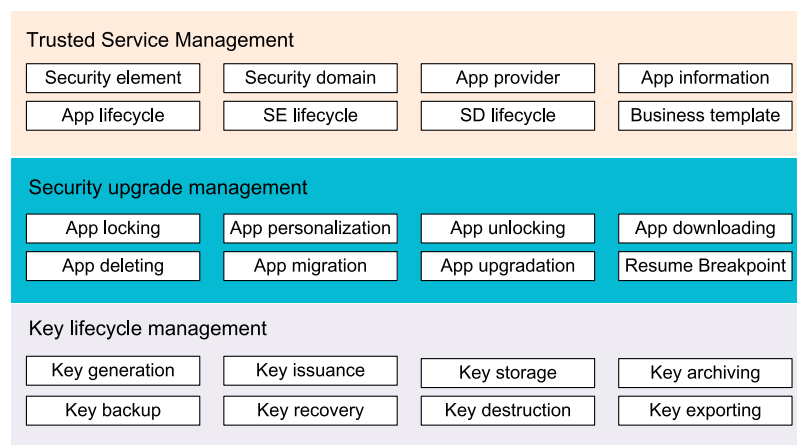 Trusted Service Management
Security element
Security domain
App provider
App information
App lifecycle
SE lifecycle
SD lifecycle
Business template
Security upgrade management
App locking
App personalization
App unlocking
App downloading
App deleting
App migration
App upgradation
Resume Breakpoint
Key lifecycle management
Key generation
Key issuance
Key storage
Key archiving
Key backup
Key recovery
Key destruction
Key exporting